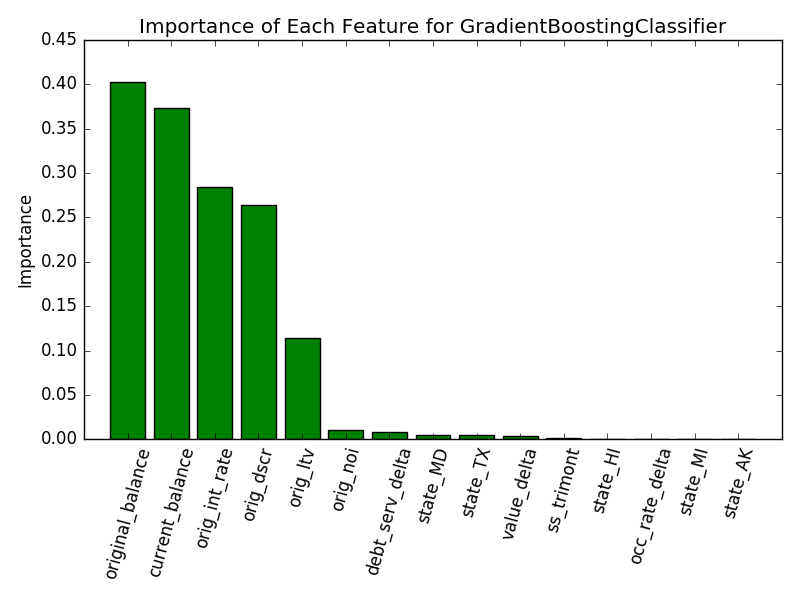 Importance of Each Feature for GradientBoostingClassifier
Importance
0.45
0.40
0.35
0.30
0.25
0.20
0.15
0.10
0.05
0.00
original_balance
current_balance
orig_int_rate
orig_dscr
orig_ltv
orig_noi
debt_serv_delta
state_MD
state_TX
value_delta
ss_trimont
state_HI
occ_rate_delta
state_MI
state_AK